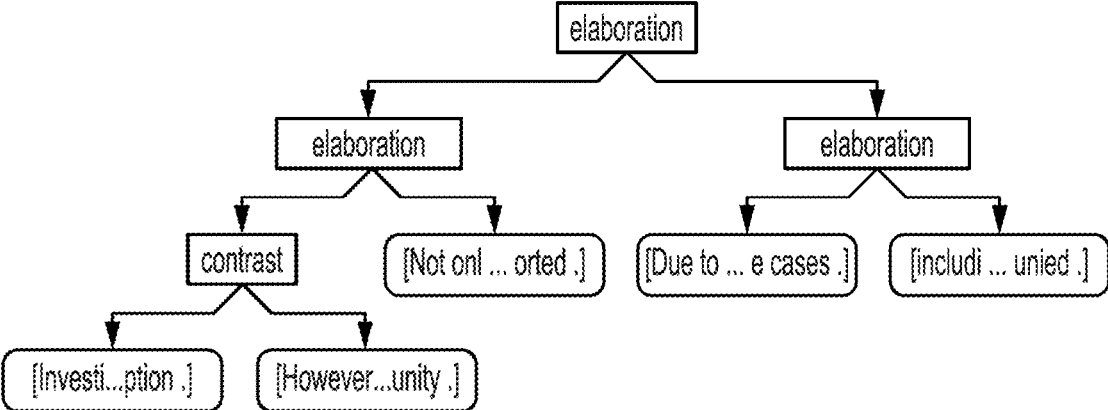 elaboration
elaboration
elaboration
contrast
[Not onl ... orted .]
[Due to ... e cases .]
[includi ... unied .]
[Investi...ption .]
[However...unity .]